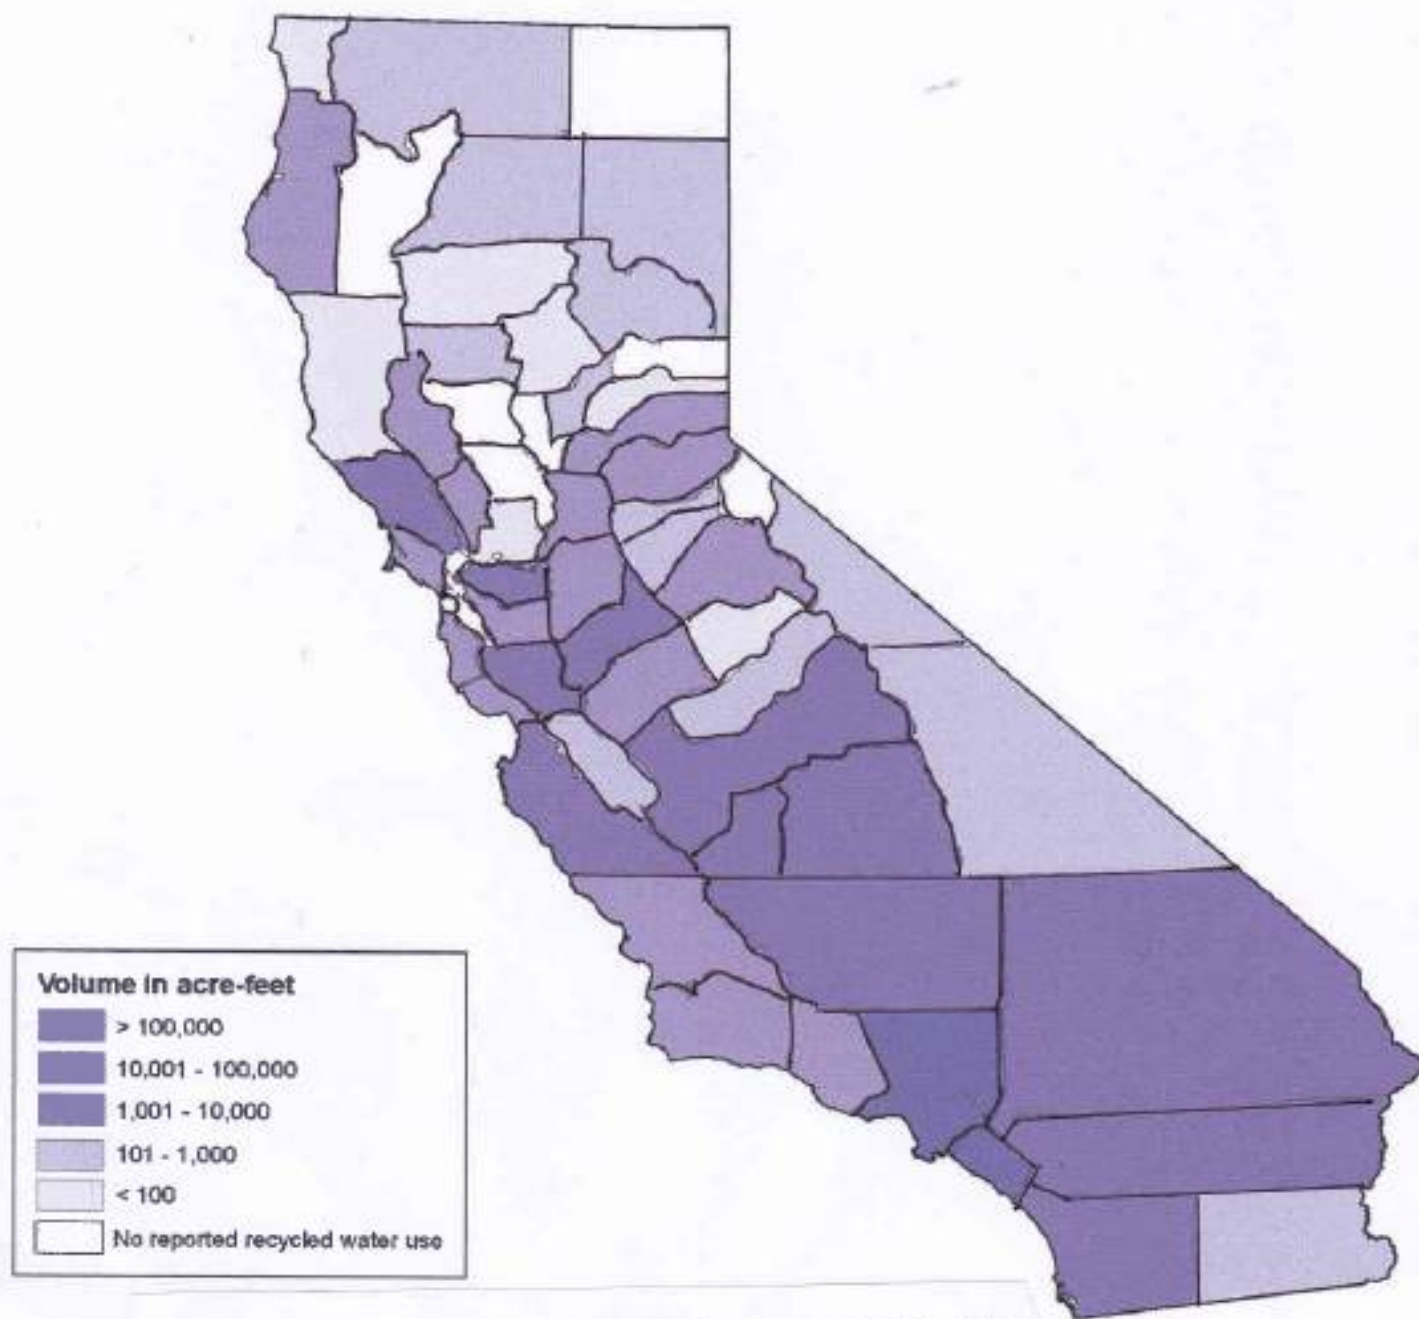 Volume in acre-feet
> 100,000
10,001 - 100,000
1,001 - 10,000
101 - 1,000
< 100
No reported recycled water use